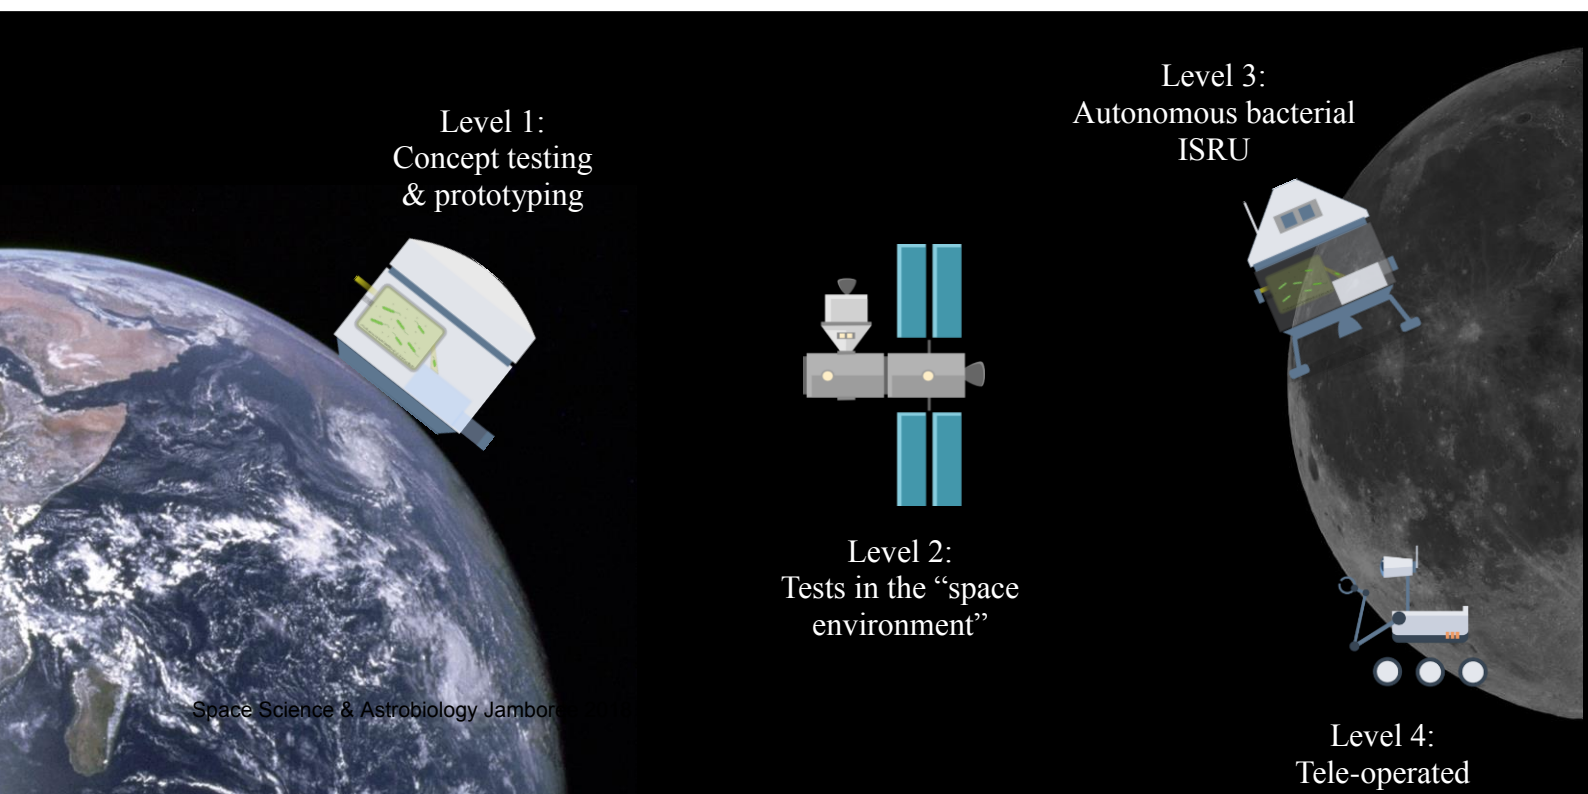 Level 1:
Concept testing
& prototyping
Level 2:
Tests in the “space
environment”
Level 3:
Autonomous bacterial
ISRU
Level 4:
Tele-operated
Space Science & Astrobiology Jamboree